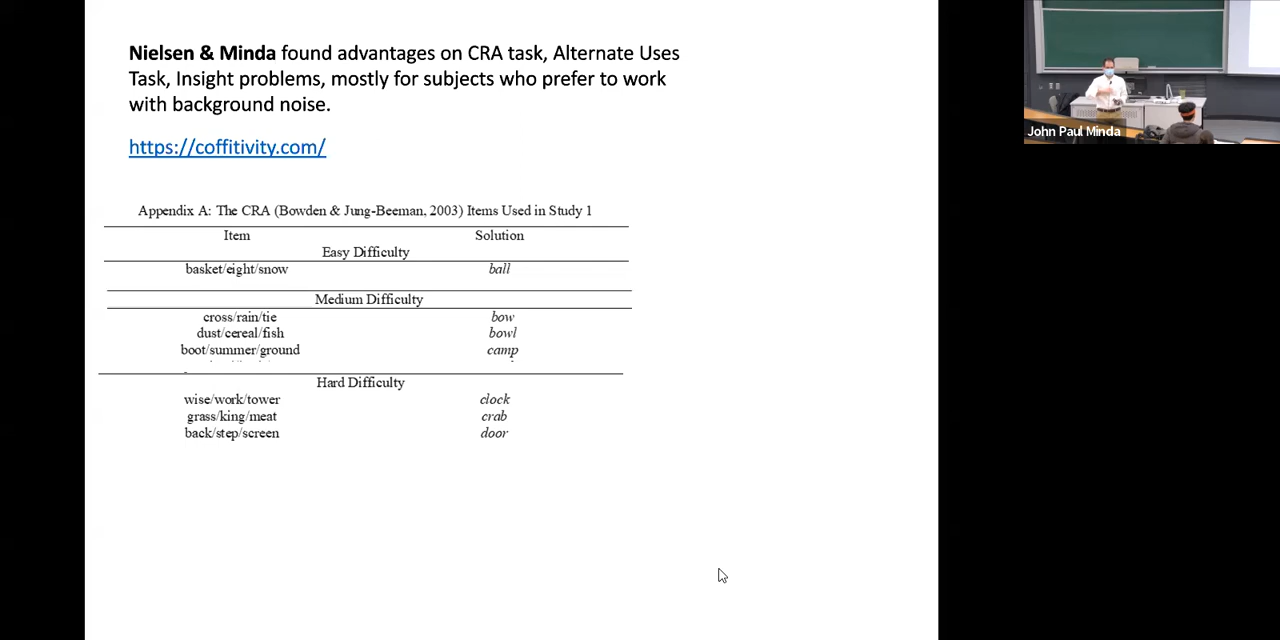 Nielsen & Minda found advantages on CRA task, Alternate Uses
Task, Insight problems, mostly for subjects who prefer to work
with background noise.
https://coffitivity.com/
Appendix A: The CRA (Bowden & Jung-Beeman, 2003) Items Used in Study 1
Item Solution
Easy Difficulty
basket/eight/snow ball
Medium Difficulty
cross/rain/tie bow
dust/cereal/fish bowl
boot/summer/ground camp
Hard Difficulty
wise/work/tower clock
grass/king/meat crab
back/step/screen door
John Paul Minda